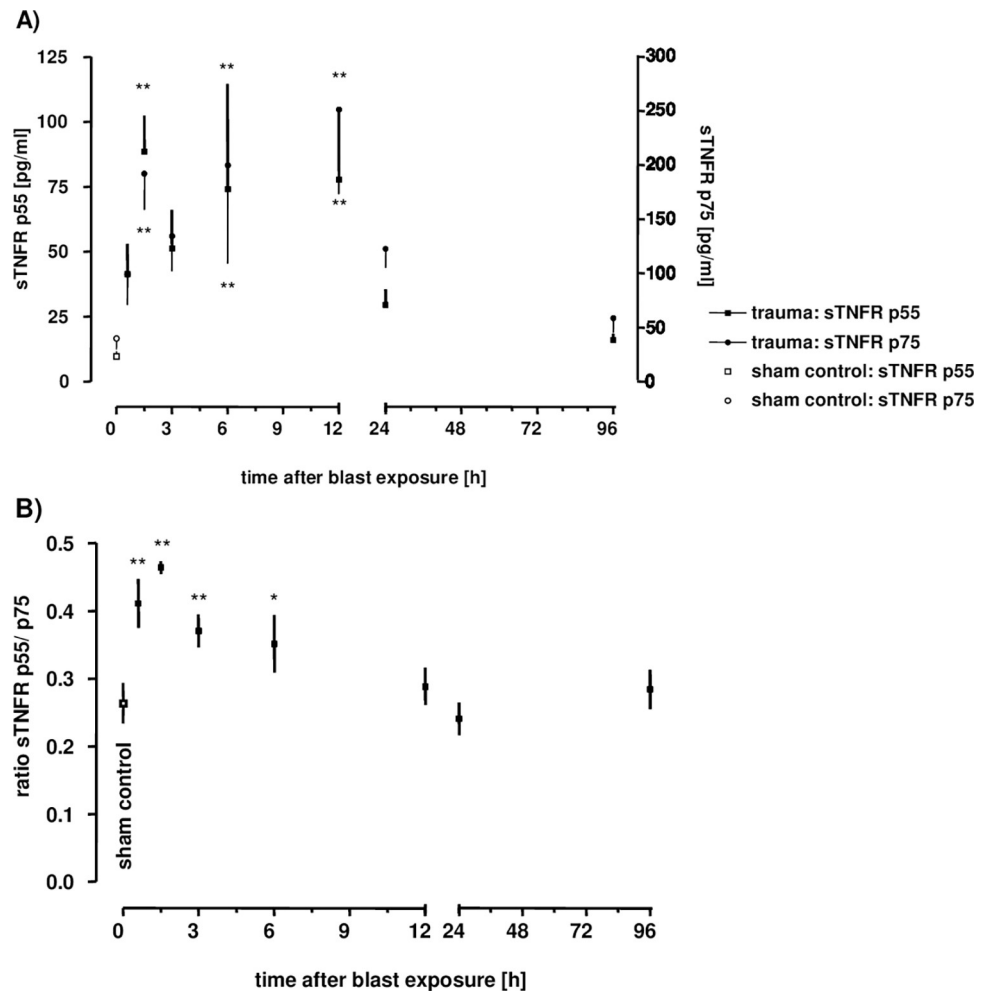 A)
125
100
75
50
25
0
sTNFR p55 [pg/ml]
300
250
200
150
100
50
0
sTNFR p75 [pg/ml]
**
**
**
**
**
**
0 3 6 9 12 24 48 72 96
time after blast exposure [h]
trauma: sTNFR p55
trauma: sTNFR p75
sham control: sTNFR p55
sham control: sTNFR p75
B)
0.5
0.4
0.3
0.2
0.1
0.0
ratio sTNFR p55/ p75
**
**
**
*
sham control
0 3 6 9 12 24 48 72 96
time after blast exposure [h]